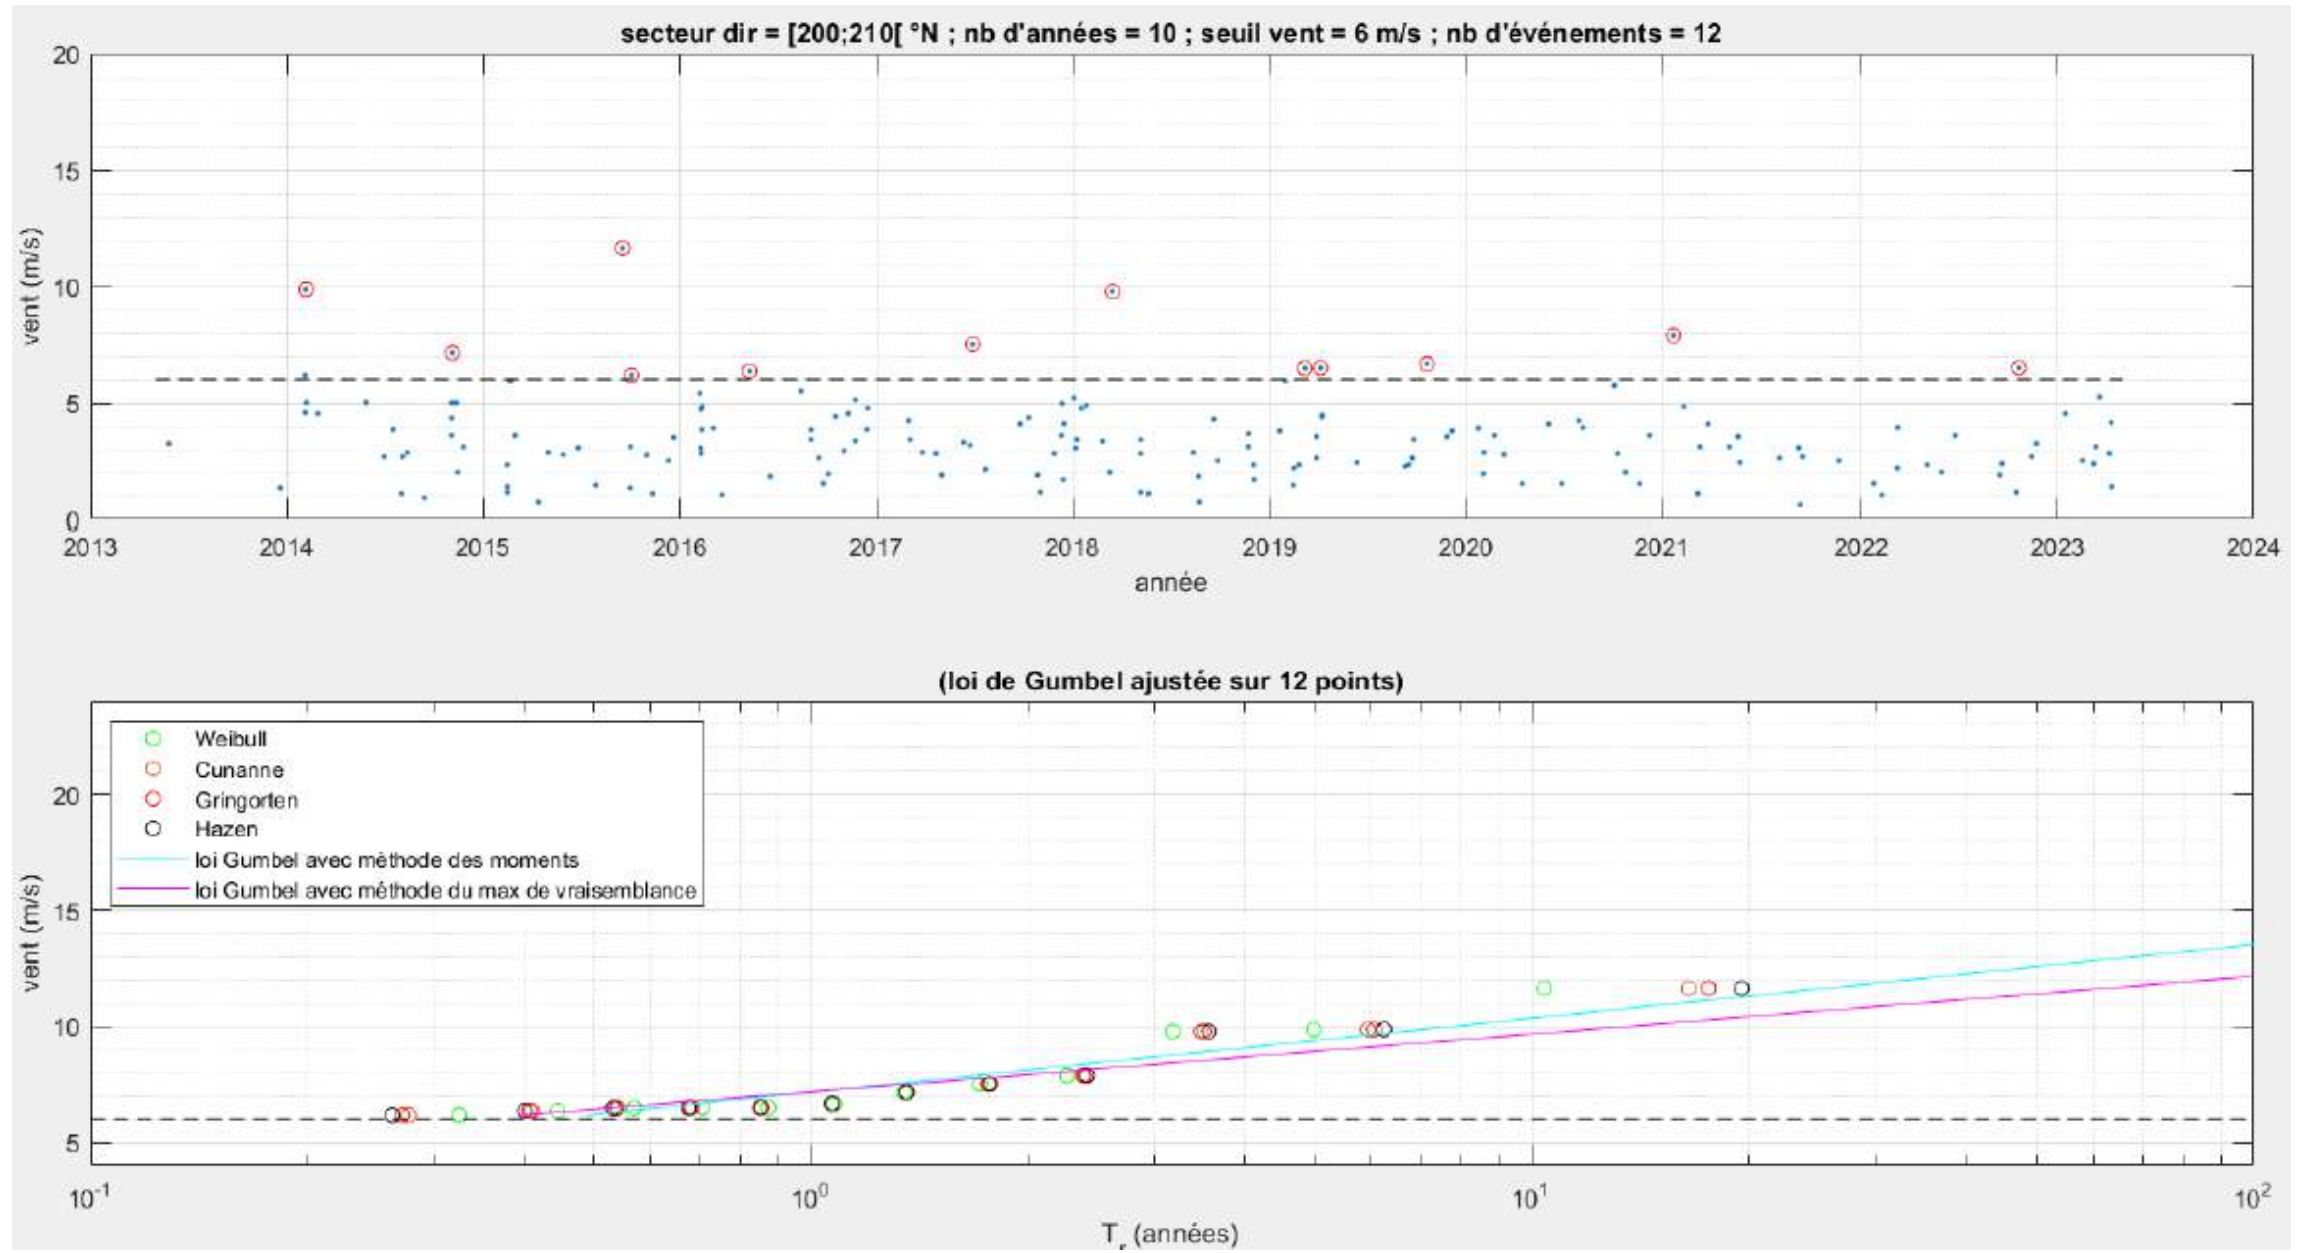 secteur dir = [200;210[ °N ; nb d'années = 10 ; seuil vent = 6 m/s ; nb d'événements = 12
20
15
10
5
0
vent (m/s)
2013 2014 2015 2016 2017 2018 2019 2020 2021 2022 2023 2024
année
(loi de Gumbel ajustée sur 12 points)
Weibull
Cunanne
Gringorten
Hazen
loi Gumbel avec méthode des moments
loi Gumbel avec méthode du max de vraisemblance
20
15
10
5
vent (m/s)
10^-1 10^0 10^1 10^2
T_r (années)